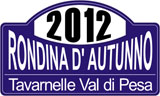 2012
RONDINA D' AUTUNNO
Tavarnelle Val di Pesa